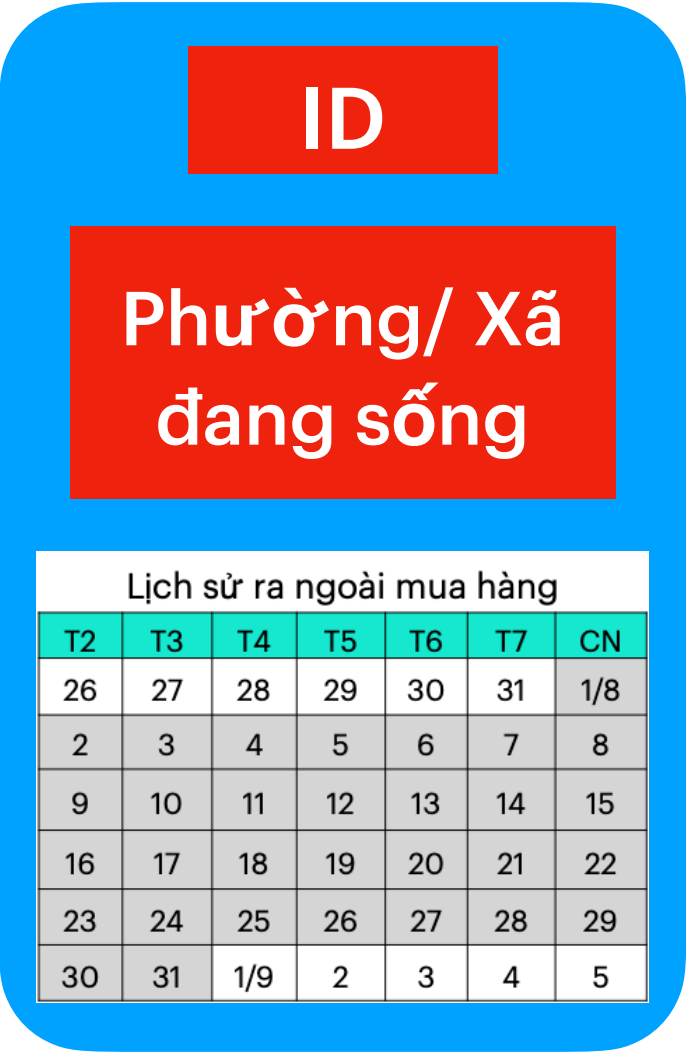 ID
Phường/ Xã
đang sống
Lịch sử ra ngoài mua hàng
T2 T3 T4 T5 T6 T7 CN
26 27 28 29 30 31 1/8
2 3 4 5 6 7 8
9 10 11 12 13 14 15
16 17 18 19 20 21 22
23 24 25 26 27 28 29
30 31 1/9 2 3 4 5